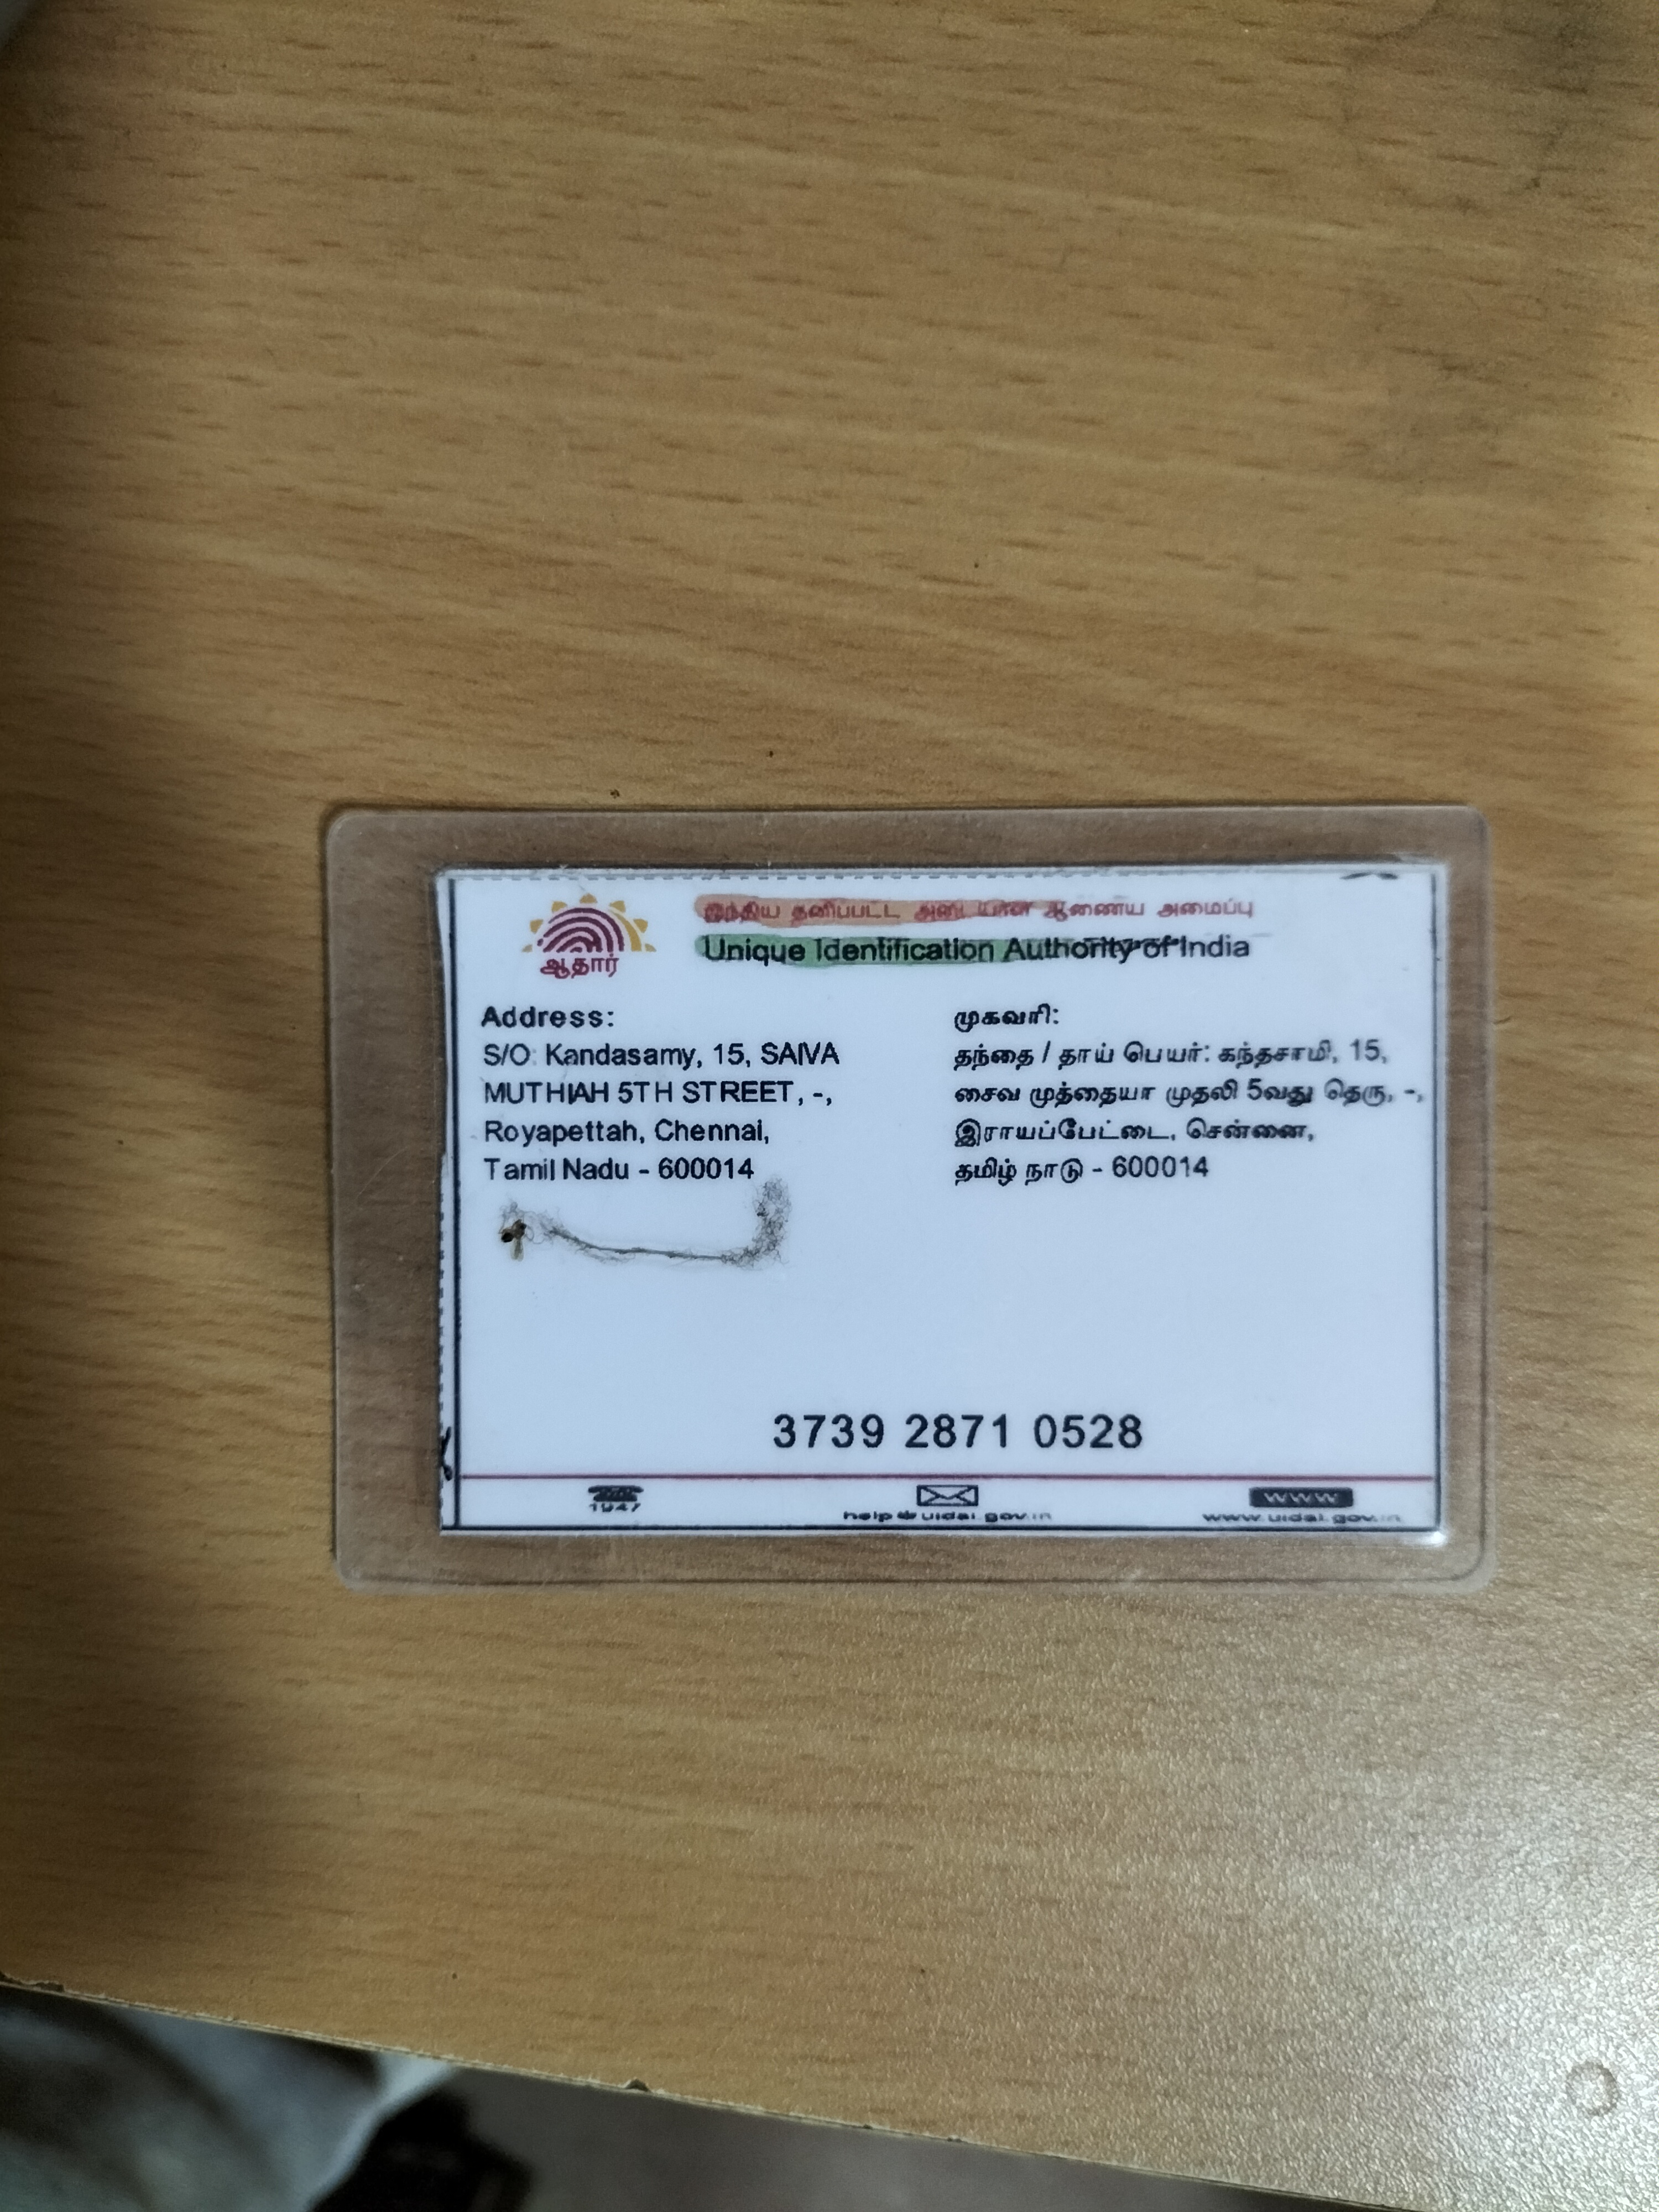 ஆதார்
இந்திய தனிப்பட்ட அடையாள ஆணைய அமைப்பு
Unique Identification Authority of India
Address:
S/O: Kandasamy, 15, SAIVA
MUTHIAH 5TH STREET, -,
Royapettah, Chennai,
Tamil Nadu - 600014
முகவரி:
தந்தை / தாய் பெயர்: கந்தசாமி, 15,
சைவ முத்தையா முதலி 5வது தெரு, -,
இராயப்பேட்டை, சென்னை,
தமிழ் நாடு - 600014
3739 2871 0528
1947
help@uidai.gov.in
WWW
www.uidai.gov.in